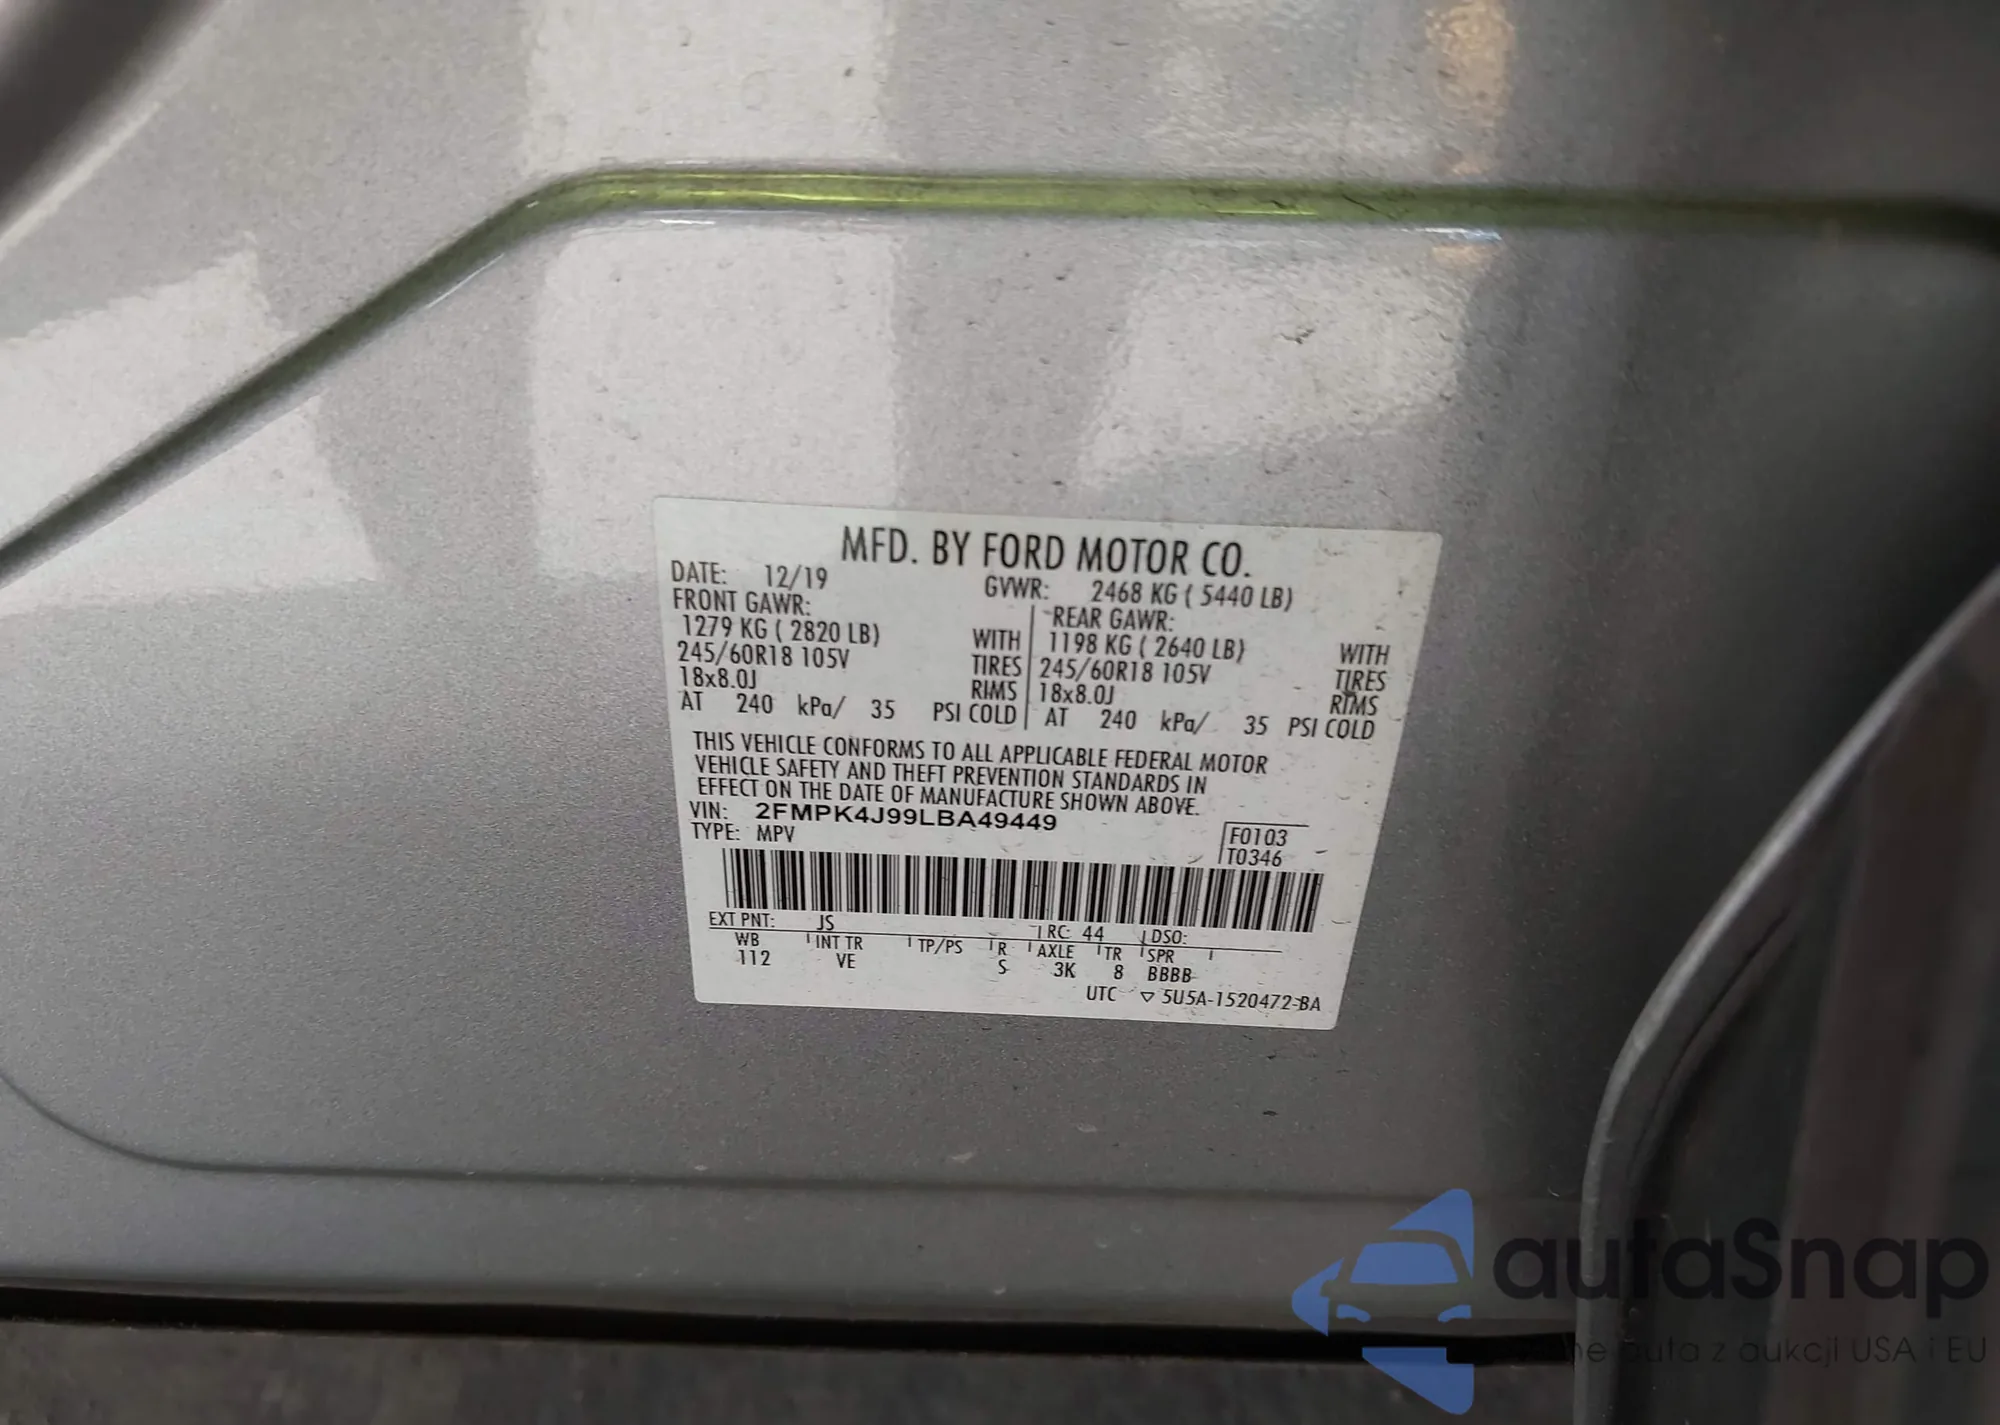 MFD. BY FORD MOTOR CO.
DATE: 12/19 GVWR: 2468 KG ( 5440 LB)
FRONT GAWR: REAR GAWR:
1279 KG ( 2820 LB) WITH 1198 KG ( 2640 LB) WITH
245/60R18 105V TIRES 245/60R18 105V TIRES
18x8.0J RIMS 18x8.0J RIMS
AT 240 kPa/ 35 PSI COLD AT 240 kPa/ 35 PSI COLD
THIS VEHICLE CONFORMS TO ALL APPLICABLE FEDERAL MOTOR
VEHICLE SAFETY AND THEFT PREVENTION STANDARDS IN
EFFECT ON THE DATE OF MANUFACTURE SHOWN ABOVE.
VIN: 2FMPK4J99LBA49449
TYPE: MPV
F0103
T0346
EXT PNT: JS RC: 44 DSO:
WB INT TR TP/PS R AXLE TR SPR
112 VE S 3K 8 BBBB
UTC ▽ 5U5A-1520472-BA
autaSnap
auta z aukcji USA i EU